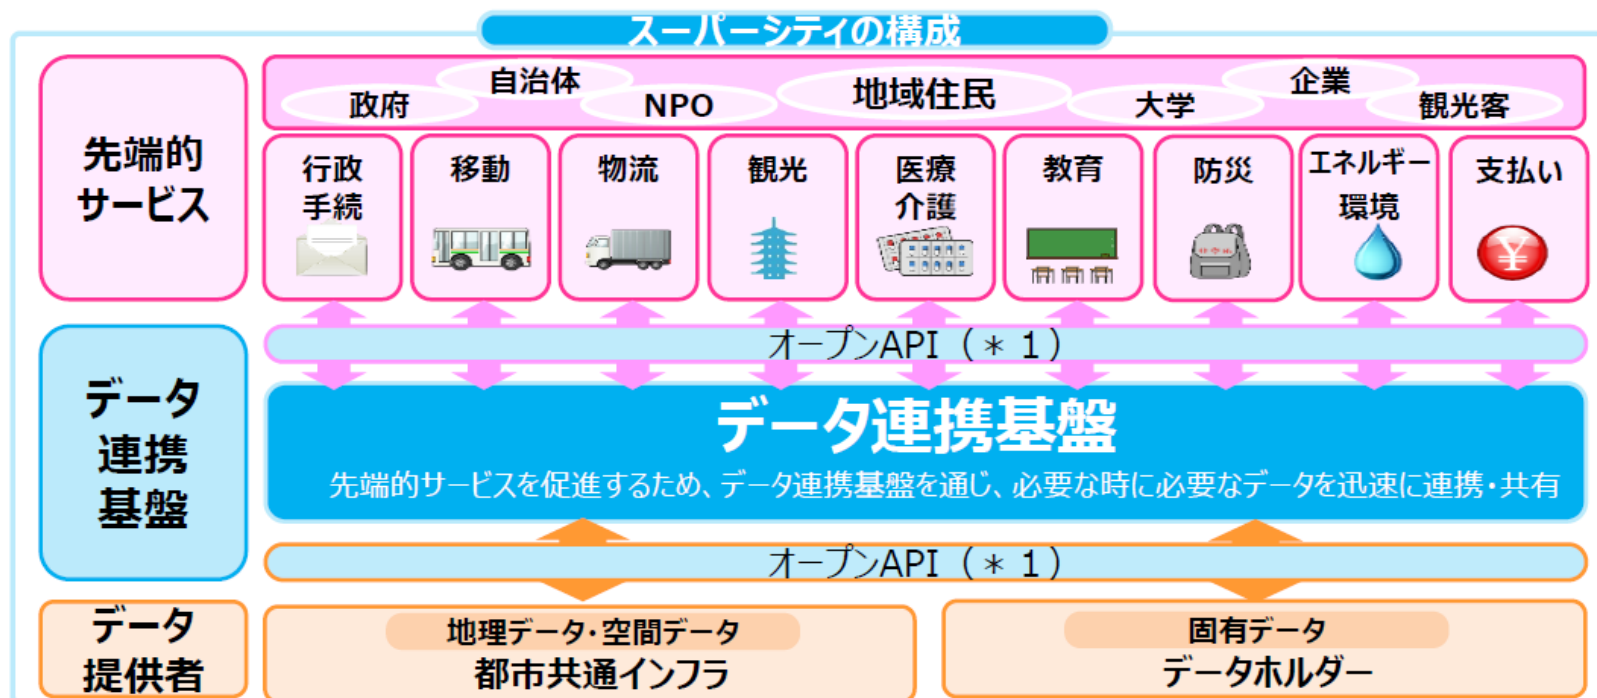 スーパーシティの構成
先端的
サービス
政府
自治体
NPO
地域住民
大学
企業
観光客
行政
手続
移動
物流
観光
医療
介護
教育
防災
エネルギー
環境
支払い
データ
連携
基盤
オープンAPI（＊１）
データ連携基盤
先端的サービスを促進するため、データ連携基盤を通じ、必要な時に必要なデータを迅速に連携・共有
オープンAPI（＊１）
データ
提供者
地理データ・空間データ
都市共通インフラ
固有データ
データホルダー